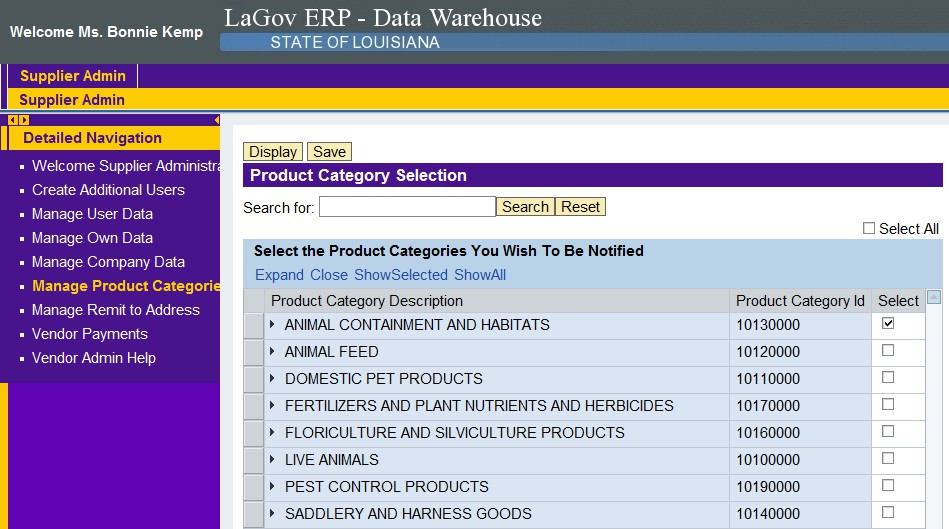 Welcome Ms. Bonnie Kemp
LaGov ERP - Data Warehouse
STATE OF LOUISIANA
Supplier Admin
Supplier Admin
Detailed Navigation
Welcome Supplier Administra
Create Additional Users
Manage User Data
Manage Own Data
Manage Company Data
Manage Product Categorie
Manage Remit to Address
Vendor Payments
Vendor Admin Help
Display Save
Product Category Selection
Search for: Search Reset
Select All
Select the Product Categories You Wish To Be Notified
Expand Close ShowSelected ShowAll
Product Category Description Product Category Id Select
ANIMAL CONTAINMENT AND HABITATS 10130000
ANIMAL FEED 10120000
DOMESTIC PET PRODUCTS 10110000
FERTILIZERS AND PLANT NUTRIENTS AND HERBICIDES 10170000
FLORICULTURE AND SILVICULTURE PRODUCTS 10160000
LIVE ANIMALS 10100000
PEST CONTROL PRODUCTS 10190000
SADDLERY AND HARNESS GOODS 10140000